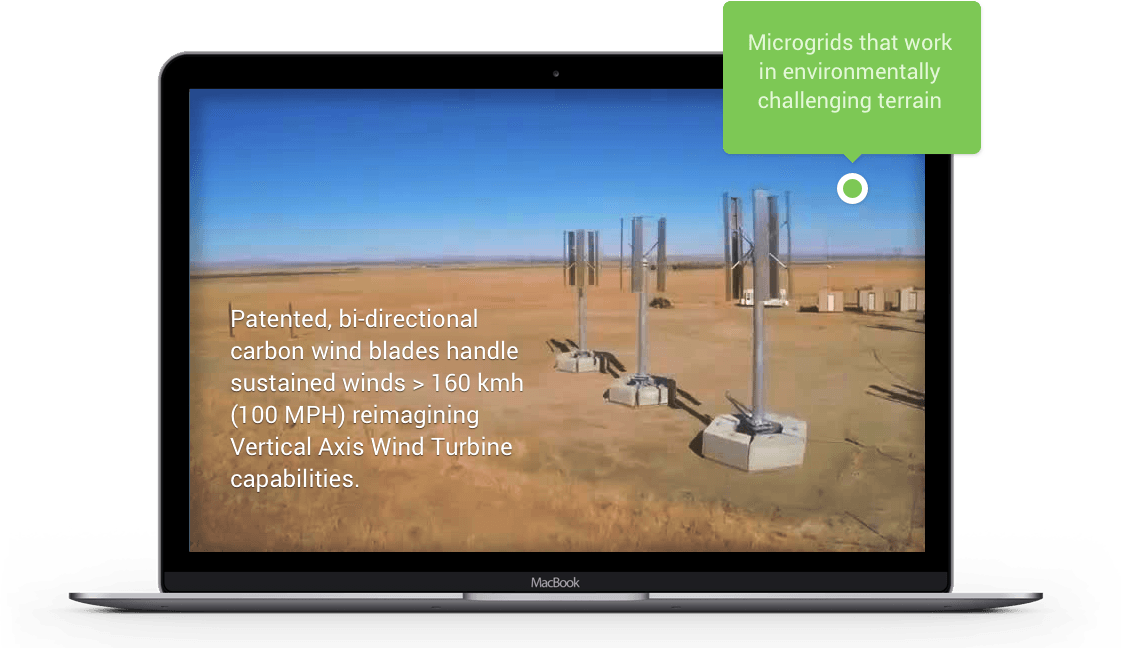 Microgrids that work
in environmentally
challenging terrain
Patented, bi-directional
carbon wind blades handle
sustained winds > 160 kmh
(100 MPH) reimagining
Vertical Axis Wind Turbine
capabilities.
MacBook